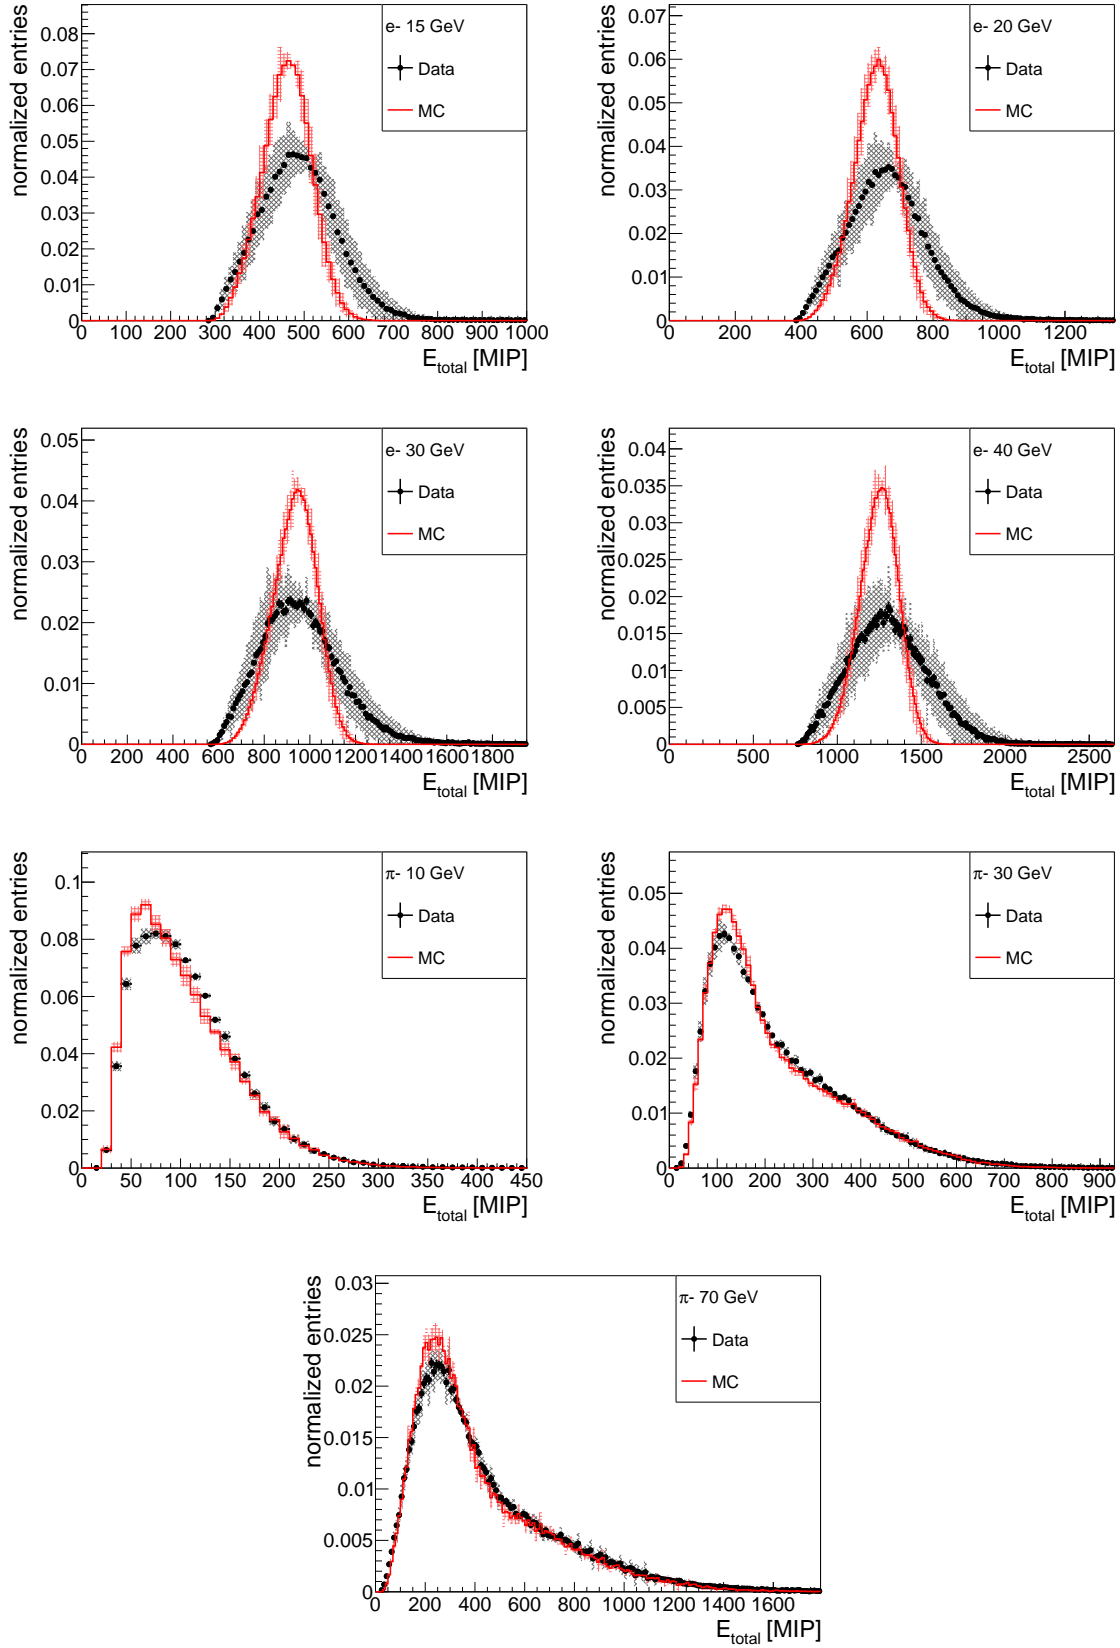 normalized entries
e- 15 GeV
Data
MC
0.08
0.07
0.06
0.05
0.04
0.03
0.02
0.01
0
0 100 200 300 400 500 600 700 800 900 1000
E_total [MIP]
normalized entries
e- 20 GeV
Data
MC
0.07
0.06
0.05
0.04
0.03
0.02
0.01
0
0 200 400 600 800 1000 1200
E_total [MIP]
normalized entries
e- 30 GeV
Data
MC
0.05
0.04
0.03
0.02
0.01
0
0 200 400 600 800 1000 1200 1400 1600 1800
E_total [MIP]
normalized entries
e- 40 GeV
Data
MC
0.04
0.035
0.03
0.025
0.02
0.015
0.01
0.005
0
0 500 1000 1500 2000 2500
E_total [MIP]
normalized entries
π- 10 GeV
Data
MC
0.1
0.08
0.06
0.04
0.02
0
0 50 100 150 200 250 300 350 400 450
E_total [MIP]
normalized entries
π- 30 GeV
Data
MC
0.05
0.04
0.03
0.02
0.01
0
0 100 200 300 400 500 600 700 800 900
E_total [MIP]
normalized entries
π- 70 GeV
Data
MC
0.03
0.025
0.02
0.015
0.01
0.005
0
0 200 400 600 800 1000 1200 1400 1600
E_total [MIP]